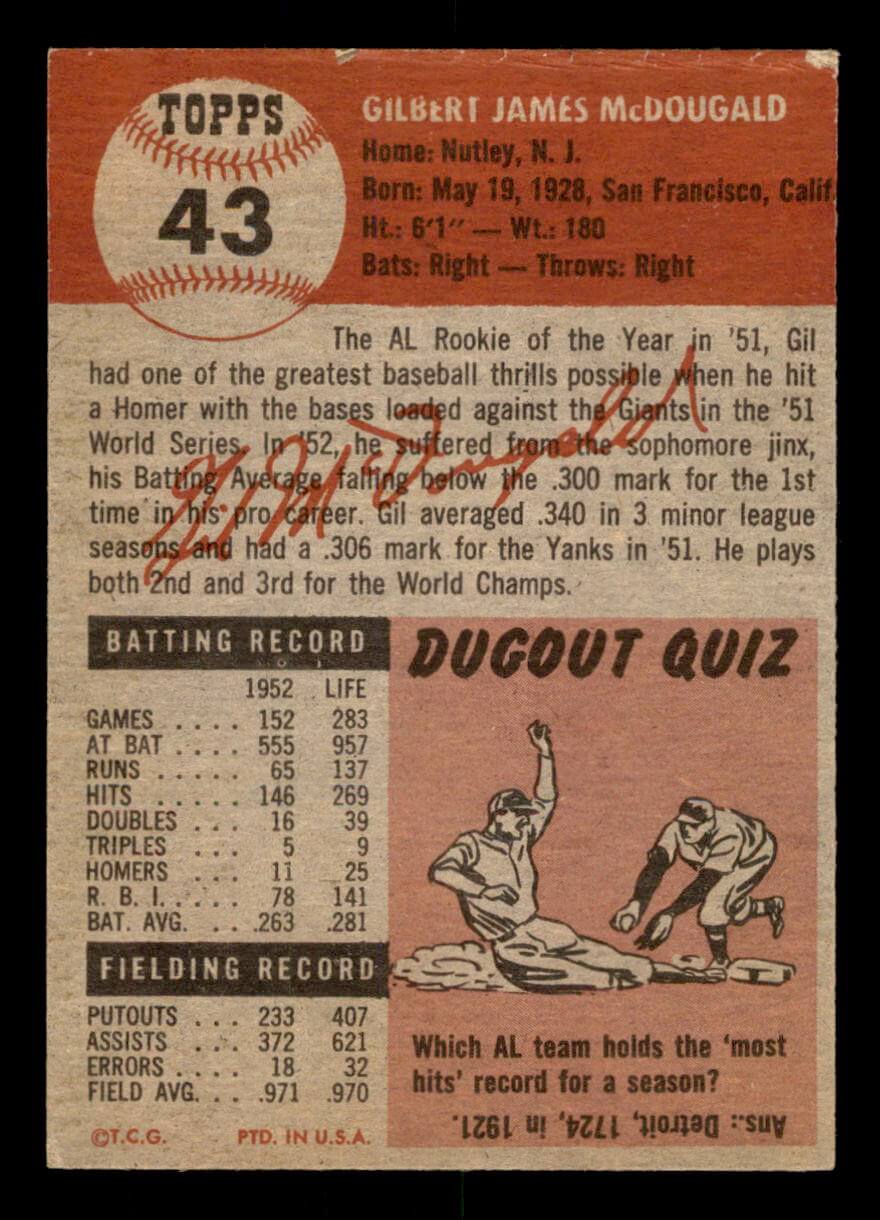 TOPPS
43
GILBERT JAMES McDOUGALD
Home: Nutley, N. J.
Born: May 19, 1928, San Francisco, Calif.
Ht.: 6'1" — Wt.: 180
Bats: Right — Throws: Right
The AL Rookie of the Year in '51, Gil
had one of the greatest baseball thrills possible when he hit
a Homer with the bases loaded against the Giants in the '51
World Series. In '52, he suffered from the sophomore jinx,
his Batting Average falling below the .300 mark for the 1st
time in his pro career. Gil averaged .340 in 3 minor league
seasons and had a .306 mark for the Yanks in '51. He plays
both 2nd and 3rd for the World Champs.
Gil McDougald
BATTING RECORD
1952 LIFE
GAMES .... 152 283
AT BAT .... 555 957
RUNS ..... 65 137
HITS ..... 146 269
DOUBLES ... 16 39
TRIPLES ... 5 9
HOMERS ... 11 25
R. B. I..... 78 141
BAT. AVG. .. .263 .281
FIELDING RECORD
PUTOUTS ... 233 407
ASSISTS ... 372 621
ERRORS .... 18 32
FIELD AVG. .. .971 .970
©T.C.G. PTD. IN U.S.A.
DUGOUT QUIZ
Which AL team holds the 'most
hits' record for a season?
Ans.: Detroit, 1724, in 1921.